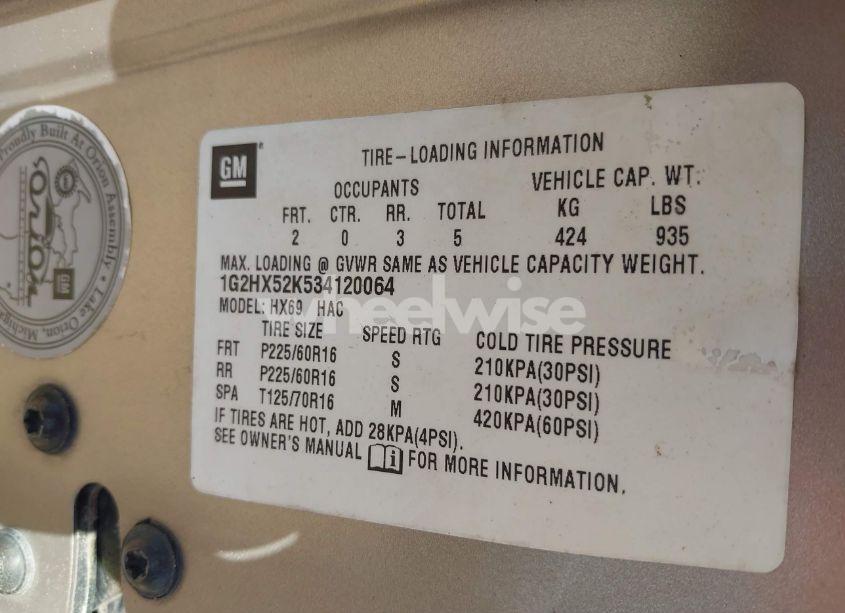 Proudly Built At Orion Assembly • Lake Orion, Michigan
ORION
GM
GM
TIRE-LOADING INFORMATION
OCCUPANTS VEHICLE CAP. WT.
FRT. CTR. RR. TOTAL KG LBS
2 0 3 5 424 935
MAX. LOADING @ GVWR SAME AS VEHICLE CAPACITY WEIGHT.
1G2HX52K534120064
MODEL: HX69 HAC
TIRE SIZE SPEED RTG COLD TIRE PRESSURE
FRT P225/60R16 S 210KPA(30PSI)
RR P225/60R16 S 210KPA(30PSI)
SPA T125/70R16 M 420KPA(60PSI)
IF TIRES ARE HOT, ADD 28KPA(4PSI).
SEE OWNER'S MANUAL i FOR MORE INFORMATION.
wheelwise